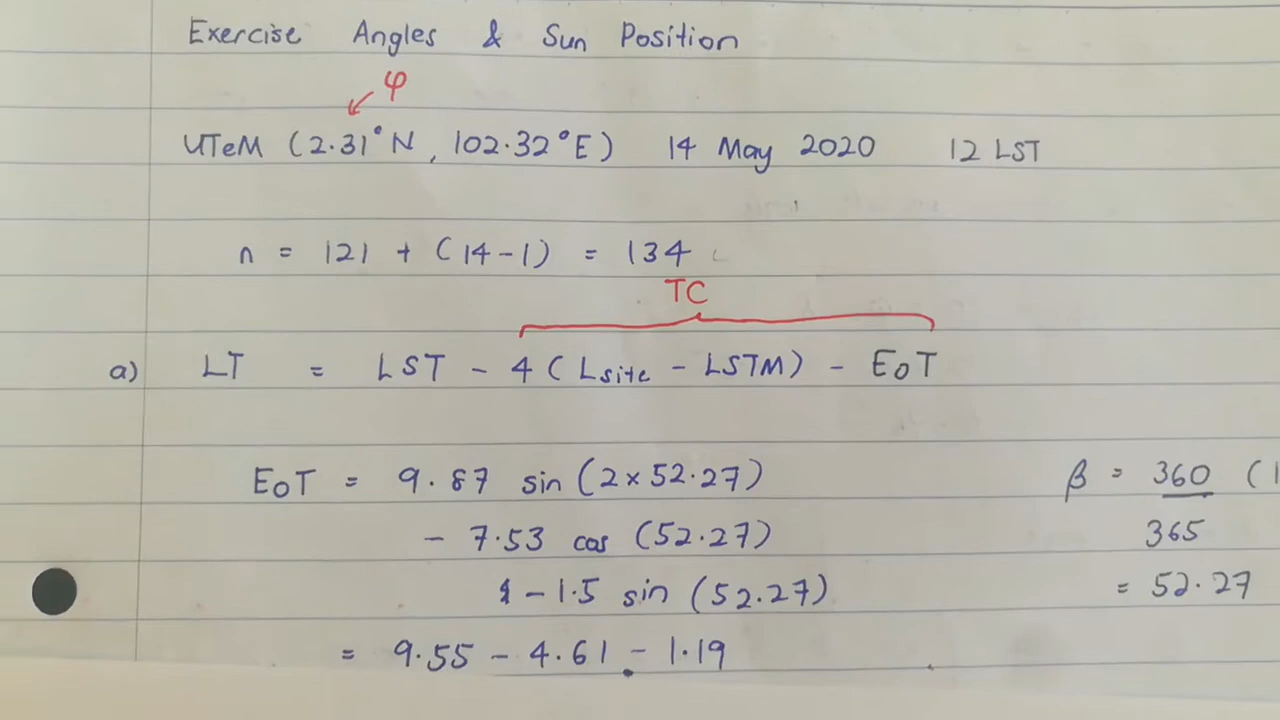 Exercise Angles & Sun Position
φ
UTeM (2.31°N, 102.32°E) 14 May 2020 12 LST
n = 121 + (14-1) = 134
TC
a) LT = LST - 4(Lsite - LSTM) - EoT
EoT = 9.87 sin (2×52.27) β = 360 (1
- 7.53 cos (52.27) 365
- 1.5 sin (52.27) = 52.27
= 9.55 - 4.61 - 1.19